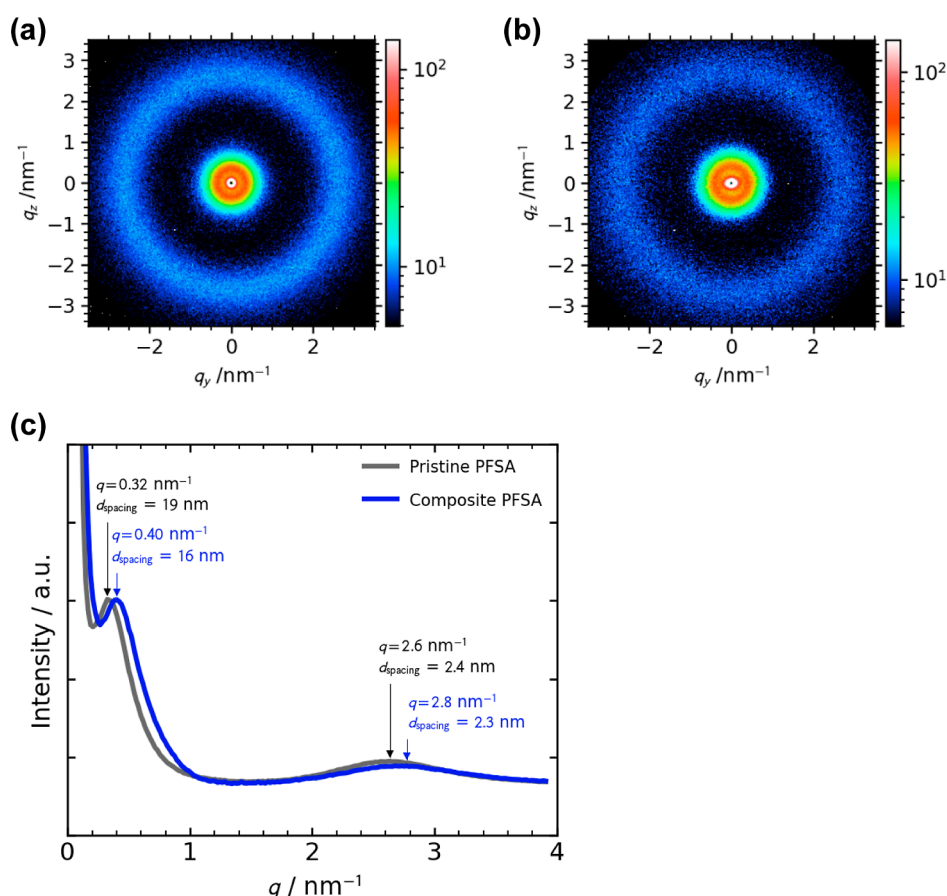 (a)
3
2
1
0
−1
−2
−3
q_z /nm⁻¹
−2
0
2
q_y /nm⁻¹
10²
10¹
(b)
3
2
1
0
−1
−2
−3
q_z /nm⁻¹
−2
0
2
q_y /nm⁻¹
10²
10¹
(c)
Intensity / a.u.
Pristine PFSA
Composite PFSA
q=0.32 nm⁻¹
d_spacing = 19 nm
q=0.40 nm⁻¹
d_spacing = 16 nm
q=2.6 nm⁻¹
d_spacing = 2.4 nm
q=2.8 nm⁻¹
d_spacing = 2.3 nm
0
1
2
3
4
q / nm⁻¹